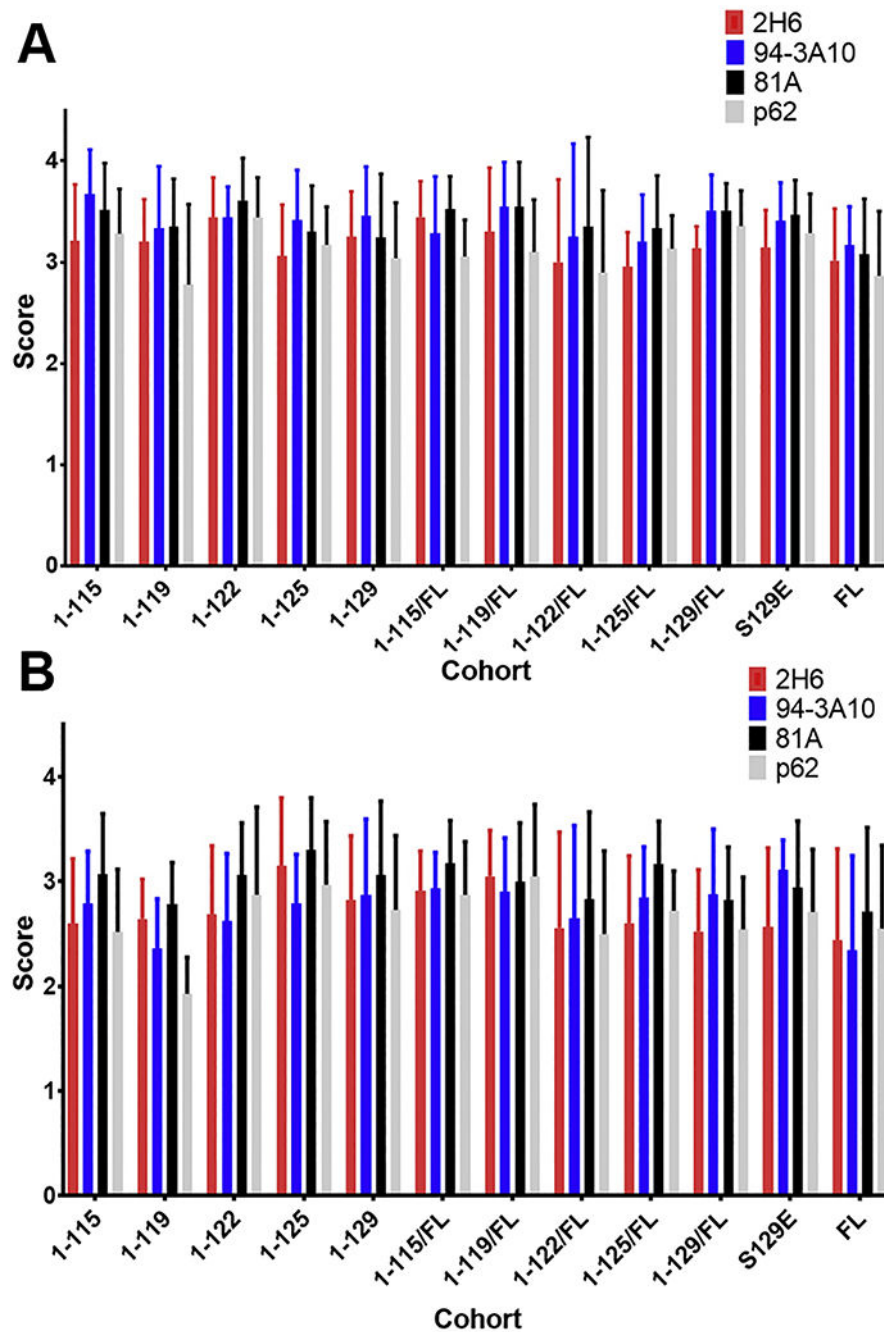 A
2H6
94-3A10
81A
p62
Score
4
3
2
1
0
1-115
1-119
1-122
1-125
1-129
1-115/FL
1-119/FL
1-122/FL
1-125/FL
1-129/FL
S129E
FL
Cohort
B
2H6
94-3A10
81A
p62
Score
4
3
2
1
0
1-115
1-119
1-122
1-125
1-129
1-115/FL
1-119/FL
1-122/FL
1-125/FL
1-129/FL
S129E
FL
Cohort